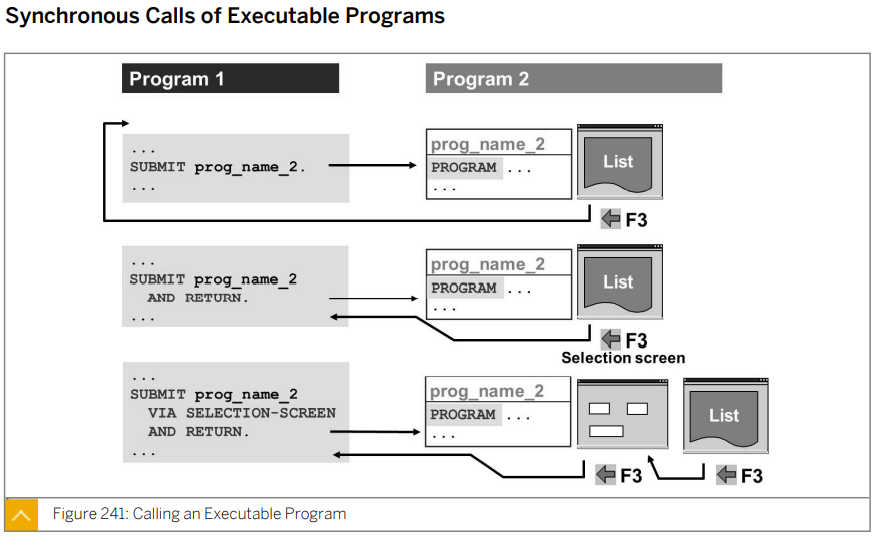 Synchronous Calls of Executable Programs
Program 1
Program 2
...
SUBMIT prog_name_2.
...
prog_name_2
PROGRAM ...
...
List
F3
...
SUBMIT prog_name_2
AND RETURN.
...
prog_name_2
PROGRAM ...
...
List
F3
Selection screen
...
SUBMIT prog_name_2
VIA SELECTION-SCREEN
AND RETURN.
...
prog_name_2
PROGRAM ...
...
List
F3
F3
Figure 241: Calling an Executable Program